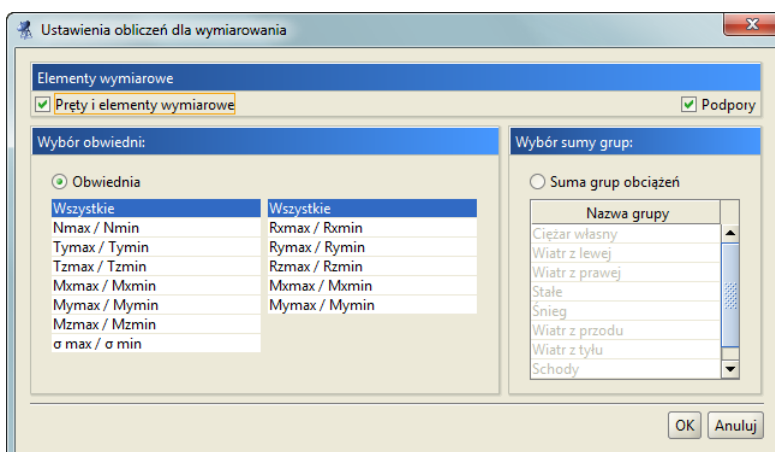 Ustawienia obliczeń dla wymiarowania
Elementy wymiarowe
Pręty i elementy wymiarowe
Podpory
Wybór obwiedni:
Obwiednia
Wszystkie
Nmax / Nmin
Tymax / Tymin
Tzmax / Tzmin
Mxmax / Mxmin
Mymax / Mymin
Mzmax / Mzmin
σ max / σ min
Wszystkie
Rxmax / Rxmin
Rymax / Rymin
Rzmax / Rzmin
Mxmax / Mxmin
Mymax / Mymin
Wybór sumy grup:
Suma grup obciążeń
Nazwa grupy
Ciężar własny
Wiatr z lewej
Wiatr z prawej
Stałe
Śnieg
Wiatr z przodu
Wiatr z tyłu
Schody
OK
Anuluj